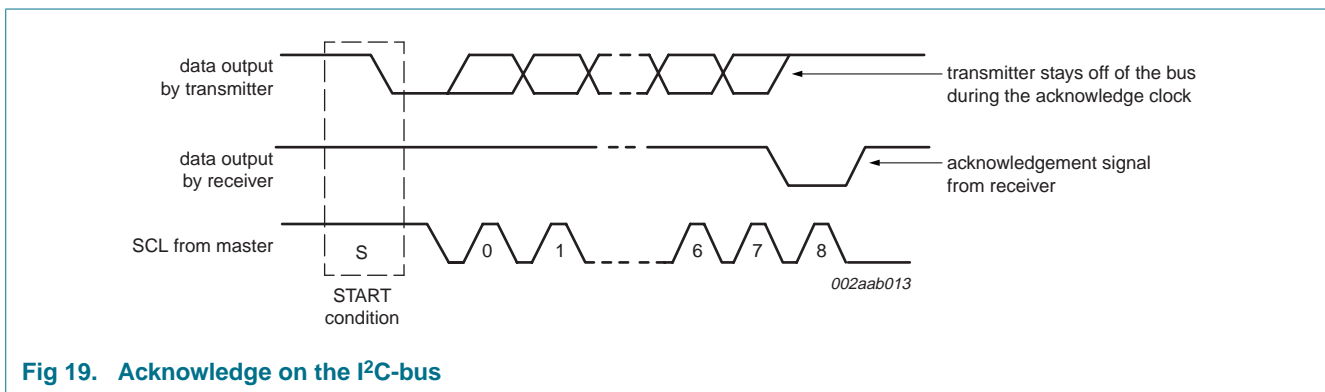 data output
by transmitter
transmitter stays off of the bus
during the acknowledge clock
data output
by receiver
acknowledgement signal
from receiver
SCL from master
S
0
1
6
7
8
002aab013
START
condition
Fig 19. Acknowledge on the I²C-bus